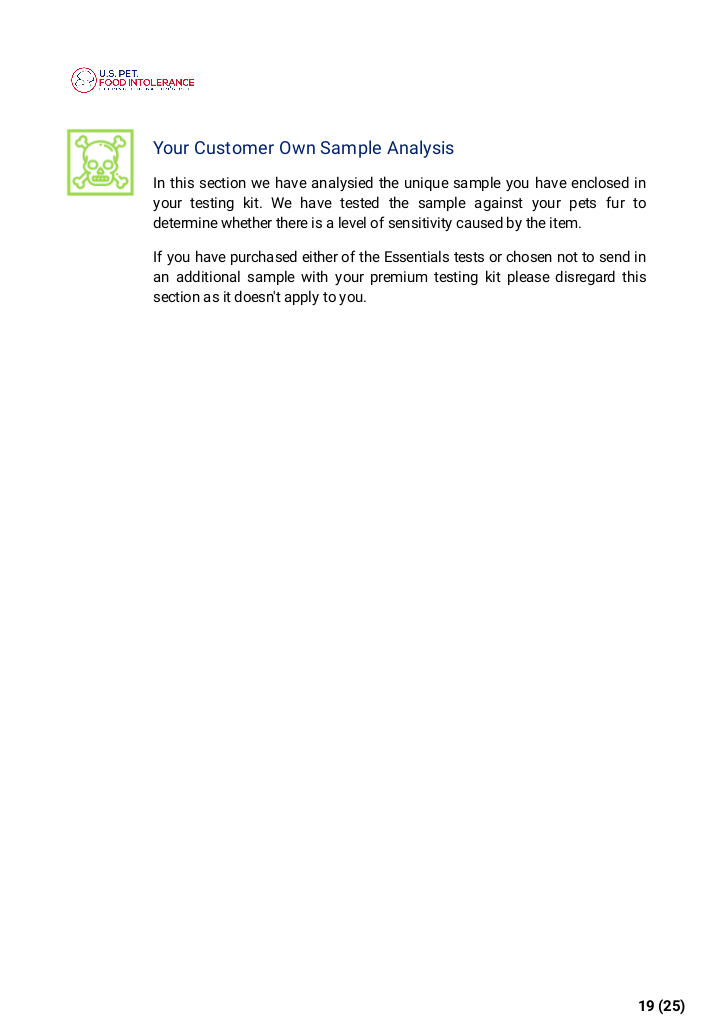 U.S. PET.
FOOD INTOLERANCE
Your Customer Own Sample Analysis
In this section we have analysied the unique sample you have enclosed in
your testing kit. We have tested the sample against your pets fur to
determine whether there is a level of sensitivity caused by the item.
If you have purchased either of the Essentials tests or chosen not to send in
an additional sample with your premium testing kit please disregard this
section as it doesn't apply to you.
19 (25)